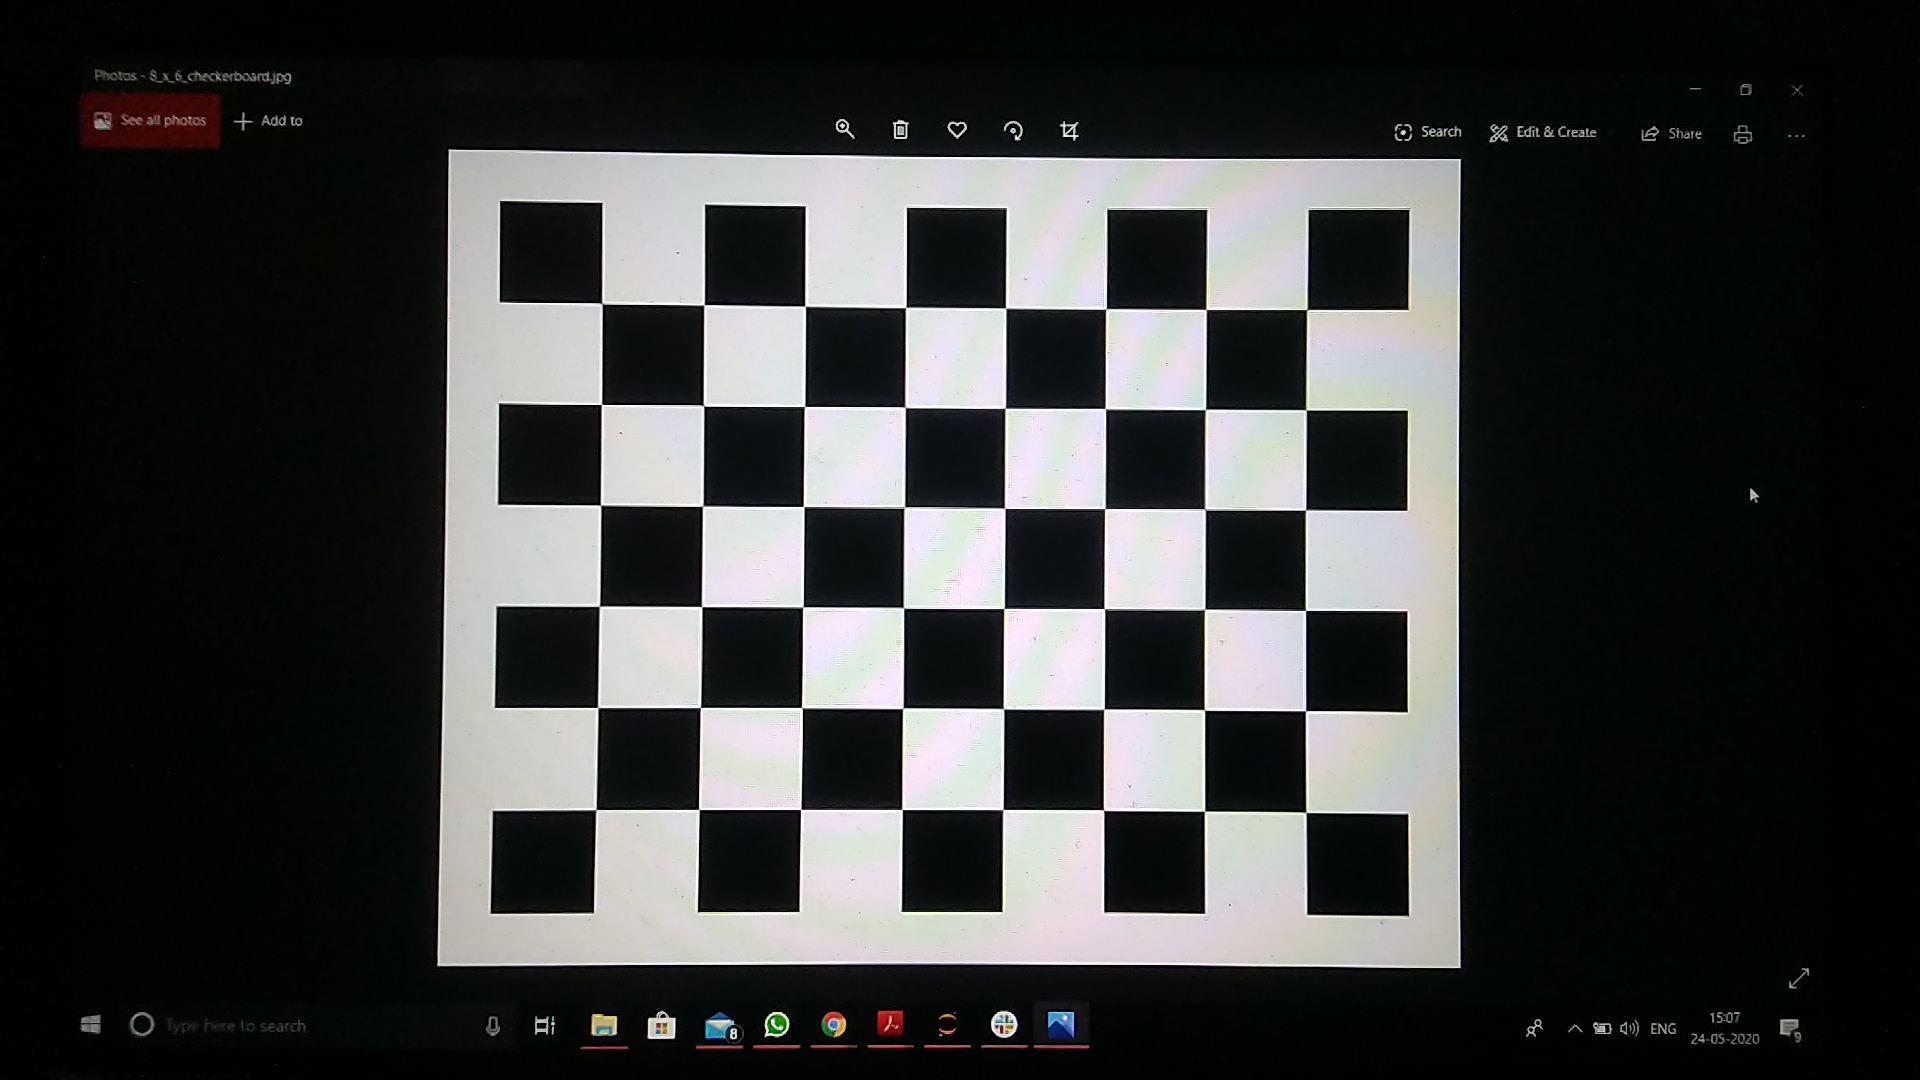 Photos - 8_x_6_checkerboard.jpg
See all photos
Add to
Search
Edit & Create
Share
Type here to search
8
ENG
15:07
24-05-2020
9